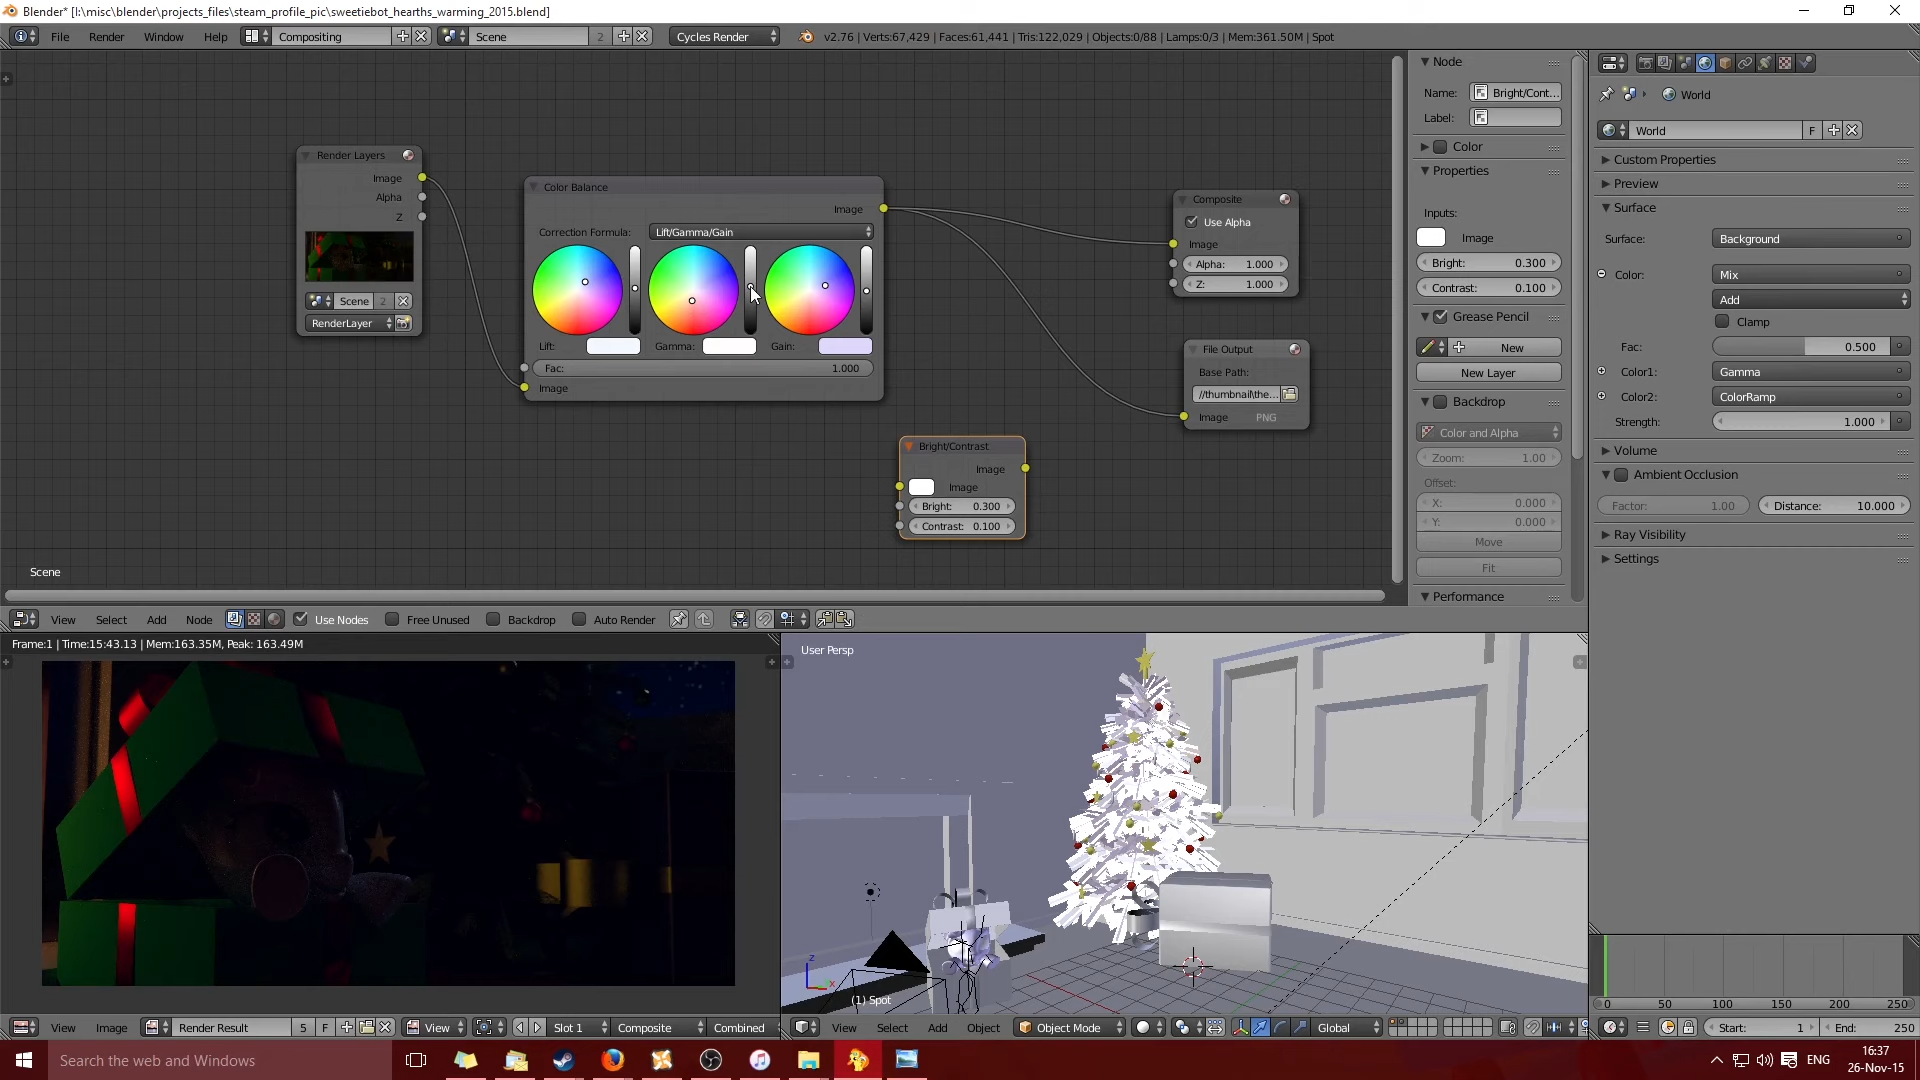 Blender* [I:\misc\blender\projects_files\steam_profile_pic\sweetiebot_hearths_warming_2015.blend]
File Render Window Help Compositing Scene 2 Cycles Render v2.76 | Verts:67,429 | Faces:61,441 | Tris:122,029 | Objects:0/88 | Lamps:0/3 | Mem:361.50M | Spot
Render Layers
Image
Alpha
Z
Scene 2
RenderLayer
Color Balance
Image
Correction Formula: Lift/Gamma/Gain
Lift: Gamma: Gain:
Fac: 1.000
Image
Composite
Use Alpha
Image
Alpha: 1.000
Z: 1.000
File Output
Base Path:
//thumbnail\the...
Image PNG
Bright/Contrast
Image
Image
Bright: 0.300
Contrast: 0.100
Scene
Node
Name: Bright/Cont...
Label:
Color
Properties
Inputs:
Image
Bright: 0.300
Contrast: 0.100
Grease Pencil
New
New Layer
Backdrop
Color and Alpha
Zoom: 1.00
Offset:
X: 0.000
Y: 0.000
Move
Fit
Performance
World
World F
Custom Properties
Preview
Surface
Surface: Background
Color: Mix
Add
Clamp
Fac: 0.500
Color1: Gamma
Color2: ColorRamp
Strength: 1.000
Volume
Ambient Occlusion
Factor: 1.00 Distance: 10.000
Ray Visibility
Settings
View Select Add Node Use Nodes Free Unused Backdrop Auto Render
Frame:1 | Time:15:43.13 | Mem:163.35M, Peak: 163.49M
User Persp
z
x
(1) Spot
0 50 100 150 200 250
View Image Render Result 5 F View Slot 1 Composite Combined
View Select Add Object Object Mode Global
Start: 1 End: 250
Search the web and Windows
ENG
16:37
26-Nov-15